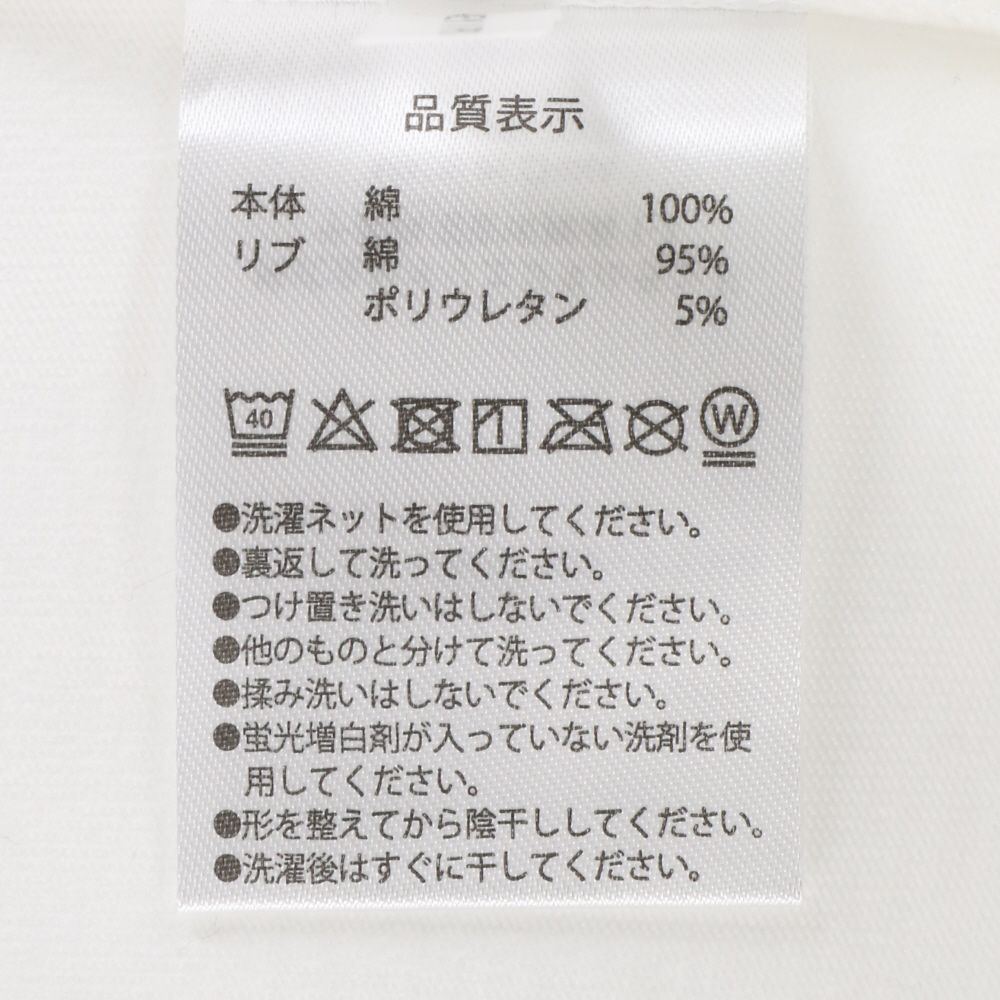 品質表示
本体 綿 100%
リブ 綿 95%
ポリウレタン 5%
40 W
●洗濯ネットを使用してください。
●裏返して洗ってください。
●つけ置き洗いはしないでください。
●他のものと分けて洗ってください。
●揉み洗いはしないでください。
●蛍光増白剤が入っていない洗剤を使
用してください。
●形を整えてから陰干ししてください。
●洗濯後はすぐに干してください。